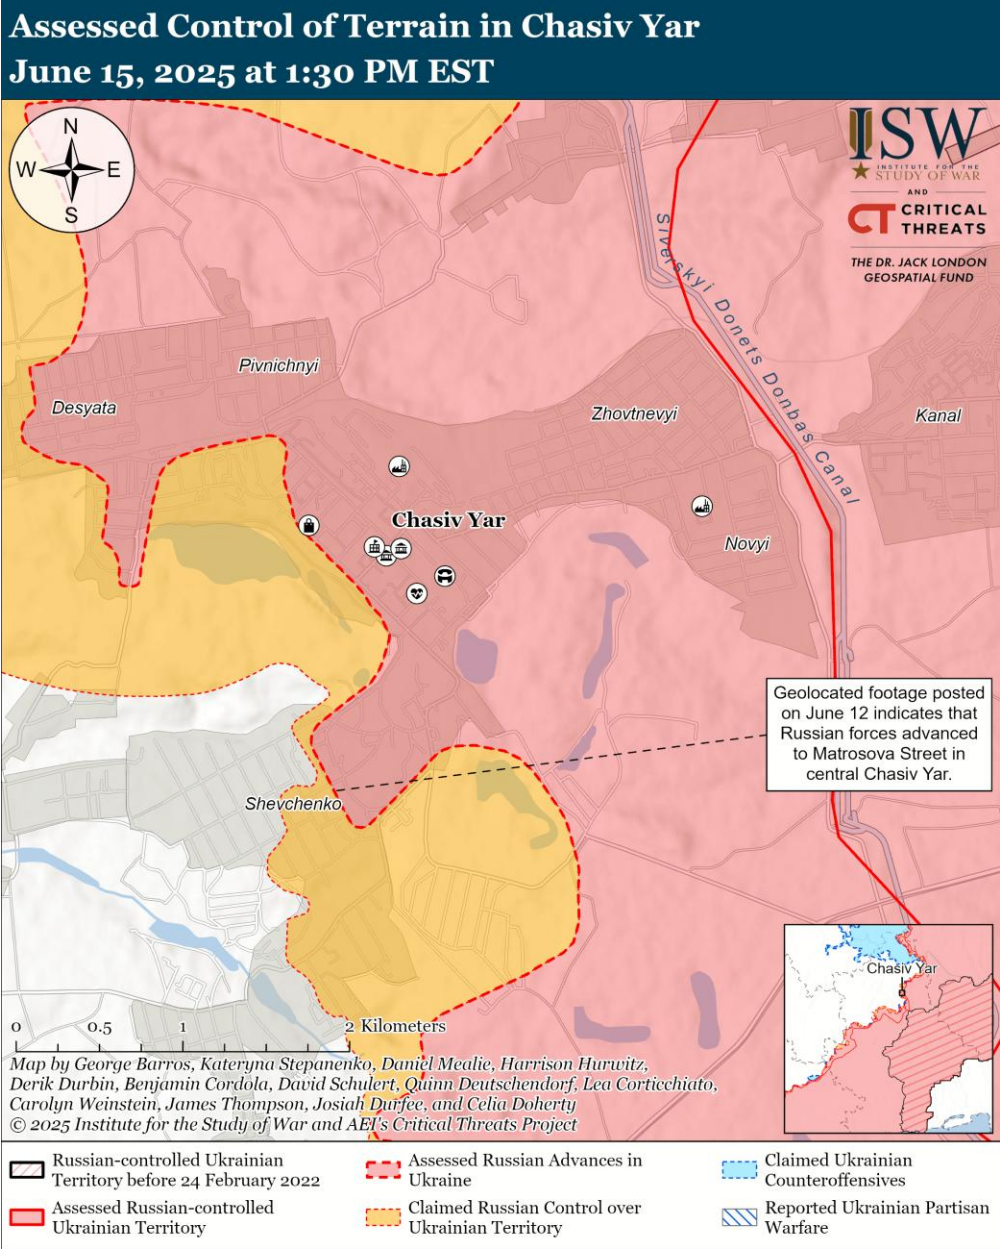 Assessed Control of Terrain in Chasiv Yar
June 15, 2025 at 1:30 PM EST
N
W
E
S
ISW
INSTITUTE FOR THE
STUDY OF WAR
AND
CT CRITICAL
THREATS
THE DR. JACK LONDON
GEOSPATIAL FUND
Siverskyi Donets Donbas Canal
Pivnichnyi
Desyata
Zhovtnevyi
Kanal
Chasiv Yar
Novyi
Geolocated footage posted
on June 12 indicates that
Russian forces advanced
to Matrosova Street in
central Chasiv Yar.
Shevchenko
Chasiv Yar
0 0.5 1 2 Kilometers
Map by George Barros, Kateryna Stepanenko, Daniel Mealie, Harrison Hurwitz,
Derik Durbin, Benjamin Cordola, David Schulert, Quinn Deutschendorf, Lea Corticchiato,
Carolyn Weinstein, James Thompson, Josiah Durfee, and Celia Doherty
© 2025 Institute for the Study of War and AEI's Critical Threats Project
Russian-controlled Ukrainian
Territory before 24 February 2022
Assessed Russian-controlled
Ukrainian Territory
Assessed Russian Advances in
Ukraine
Claimed Russian Control over
Ukrainian Territory
Claimed Ukrainian
Counteroffensives
Reported Ukrainian Partisan
Warfare